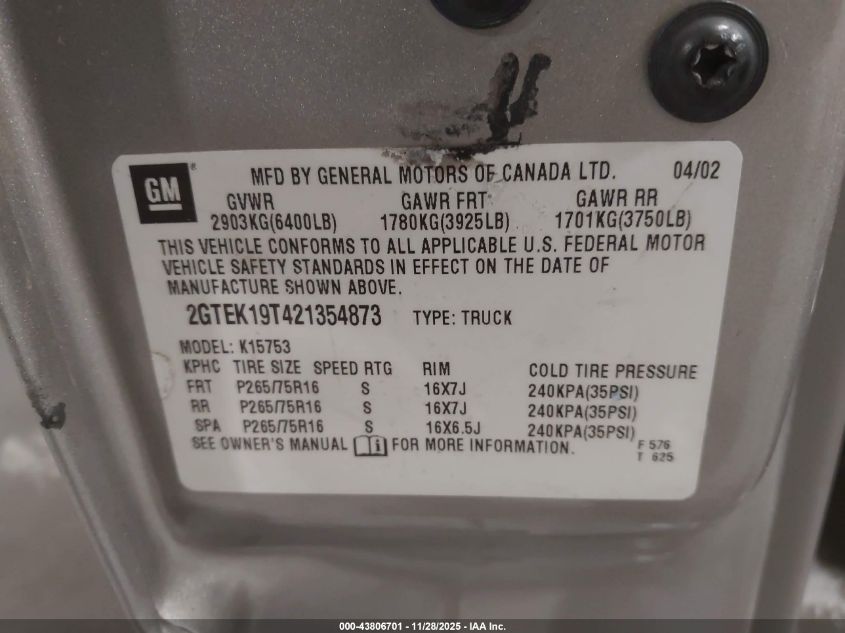 GM
MFD BY GENERAL MOTORS OF CANADA LTD. 04/02
GVWR GAWR FRT GAWR RR
2903KG(6400LB) 1780KG(3925LB) 1701KG(3750LB)
THIS VEHICLE CONFORMS TO ALL APPLICABLE U.S. FEDERAL MOTOR
VEHICLE SAFETY STANDARDS IN EFFECT ON THE DATE OF
MANUFACTURE SHOWN ABOVE.
2GTEK19T421354873 TYPE: TRUCK
MODEL: K15753
KPHC TIRE SIZE SPEED RTG RIM COLD TIRE PRESSURE
FRT P265/75R16 S 16X7J 240KPA(35PSI)
RR P265/75R16 S 16X7J 240KPA(35PSI)
SPA P265/75R16 S 16X6.5J 240KPA(35PSI)
SEE OWNER'S MANUAL FOR MORE INFORMATION. F 576
T 625
000-43806701 - 11/28/2025 - IAA Inc.